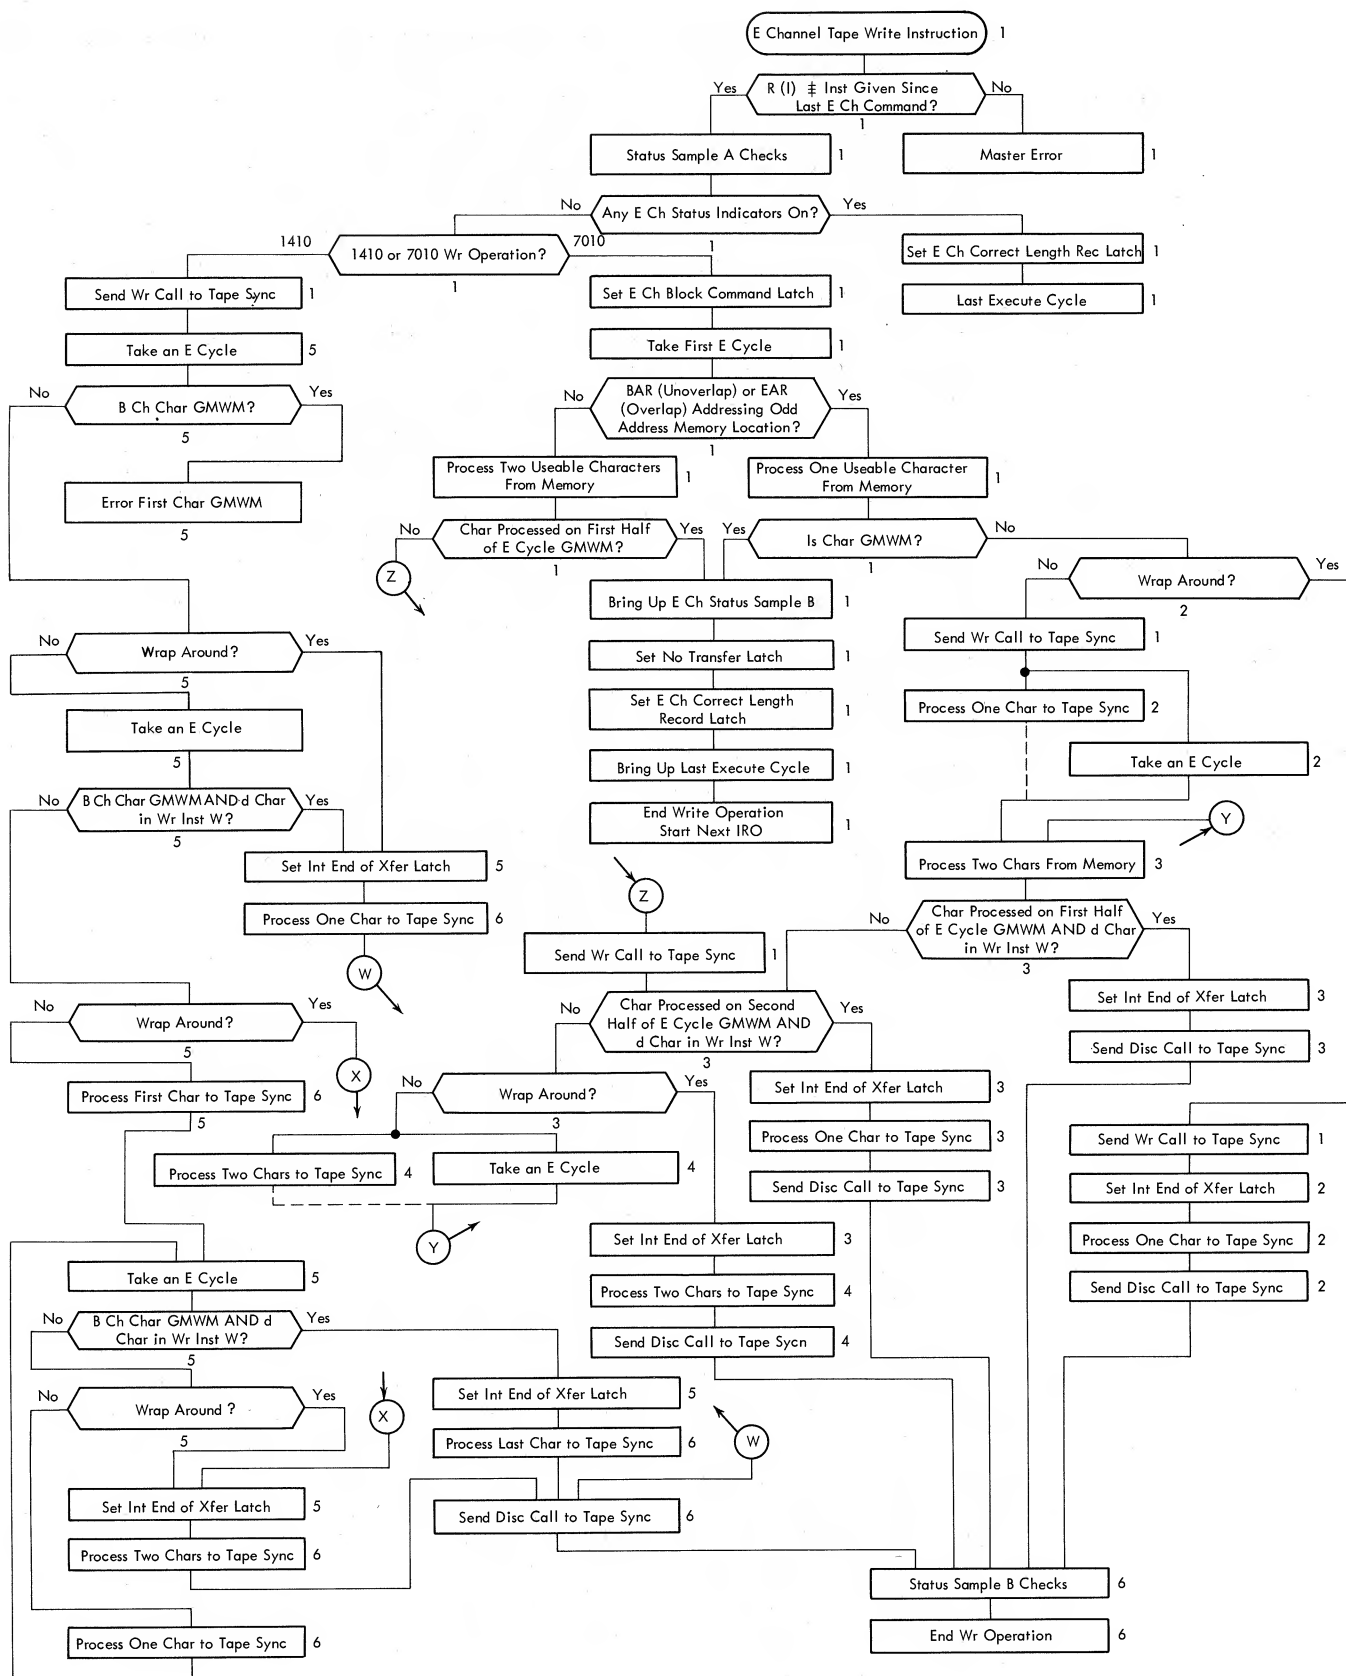 E Channel Tape Write Instruction
1
Yes
R (I) ‡ Inst Given Since
Last E Ch Command?
No
1
Status Sample A Checks
1
Master Error
1
No
Any E Ch Status Indicators On?
Yes
1
1410
1410 or 7010 Wr Operation?
7010
1
Set E Ch Correct Length Rec Latch
1
Last Execute Cycle
1
Send Wr Call to Tape Sync
1
Set E Ch Block Command Latch
1
Take an E Cycle
5
Take First E Cycle
1
No
B Ch Char GMWM?
Yes
5
No
BAR (Unoverlap) or EAR
(Overlap) Addressing Odd
Address Memory Location?
Yes
1
Error First Char GMWM
5
Process Two Useable Characters
From Memory
1
Process One Useable Character
From Memory
1
No
Char Processed on First Half
of E Cycle GMWM?
Yes
1
Yes
Is Char GMWM?
No
1
Z
No
Wrap Around?
Yes
2
Bring Up E Ch Status Sample B
1
Send Wr Call to Tape Sync
1
No
Wrap Around?
Yes
5
Set No Transfer Latch
1
Set E Ch Correct Length
Record Latch
1
Process One Char to Tape Sync
2
Take an E Cycle
5
Bring Up Last Execute Cycle
1
Take an E Cycle
2
No
B Ch Char GMWM AND d Char
in Wr Inst W?
Yes
5
End Write Operation
Start Next IRO
1
Y
Set Int End of Xfer Latch
5
Process Two Chars From Memory
3
Z
Process One Char to Tape Sync
6
No
Char Processed on First Half
of E Cycle GMWM AND d Char
in Wr Inst W?
Yes
3
Send Wr Call to Tape Sync
1
W
No
Wrap Around?
Yes
5
No
Char Processed on Second
Half of E Cycle GMWM AND
d Char in Wr Inst W?
Yes
3
Set Int End of Xfer Latch
3
Send Disc Call to Tape Sync
3
X
Process First Char to Tape Sync
6
5
No
Wrap Around?
Yes
3
Set Int End of Xfer Latch
3
Process One Char to Tape Sync
3
Send Wr Call to Tape Sync
1
Process Two Chars to Tape Sync
4
Take an E Cycle
4
Send Disc Call to Tape Sync
3
Set Int End of Xfer Latch
2
Y
Set Int End of Xfer Latch
3
Process One Char to Tape Sync
2
Take an E Cycle
5
Process Two Chars to Tape Sync
4
Send Disc Call to Tape Sync
2
No
B Ch Char GMWM AND d
Char in Wr Inst W?
Yes
5
Send Disc Call to Tape Sycn
4
No
Wrap Around ?
Yes
5
X
Set Int End of Xfer Latch
5
Process Last Char to Tape Sync
6
W
Set Int End of Xfer Latch
5
Send Disc Call to Tape Sync
6
Process Two Chars to Tape Sync
6
Status Sample B Checks
6
Process One Char to Tape Sync
6
End Wr Operation
6